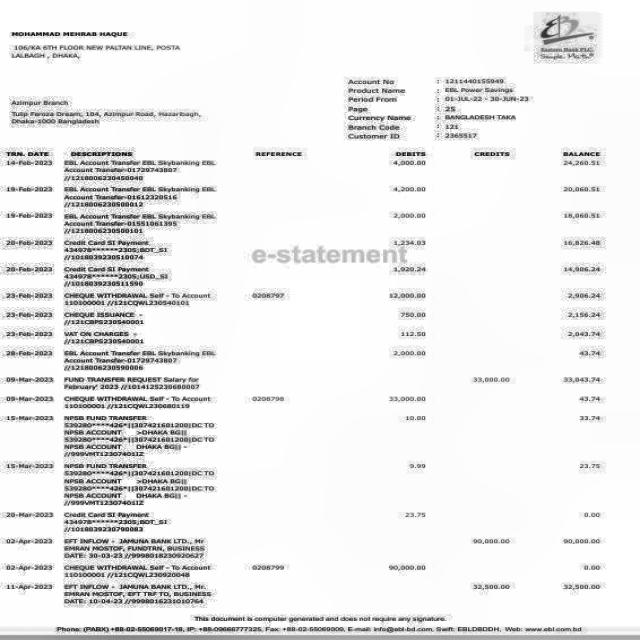 MOHAMMAD MEHRAB HAQUE
106/KA 6TH FLOOR NEW PALTAN LINE, POSTA
LALBAGH , DHAKA,
Eastern Bank PLC.
Simple Math
Azimpur Branch
Tulip Feroza Dream, 184, Azimpur Road, Hazaribagh,
Dhaka-1000 Bangladesh
Account No : 1211440155949
Product Name : EBL Power Savings
Period From : 01-JUL-22 - 30-JUN-23
Page : 25
Currency Name : BANGLADESH TAKA
Branch Code : 121
Customer ID : 2365517
TRN. DATE DESCRIPTIONS REFERENCE DEBITS CREDITS BALANCE
14-Feb-2023 EBL Account Transfer EBL Skybanking EBL 4,000.00 24,260.51
Account Transfer-01729743807
//1218006230450040
19-Feb-2023 EBL Account Transfer EBL Skybanking EBL 4,200.00 20,060.51
Account Transfer-01612320516
//1218006230500012
19-Feb-2023 EBL Account Transfer EBL Skybanking EBL 2,000.00 18,060.51
Account Transfer-01551061395
//1218006230500101
20-Feb-2023 Credit Card SI Payment 1,234.03 16,826.48
434978******2305;BDT_SI
//1018039230510074
e-statement
20-Feb-2023 Credit Card SI Payment 1,920.24 14,906.24
434978******2305;USD_SI
//1018039230511590
23-Feb-2023 CHEQUE WITHDRAWAL Self - To Account 0208797 12,000.00 2,906.24
110100001 //121CQWL230540101
23-Feb-2023 CHEQUE ISSUANCE - 750.00 2,156.24
//121CBPS230540001
23-Feb-2023 VAT ON CHARGES - 112.50 2,043.74
//121CBPS230540001
28-Feb-2023 EBL Account Transfer EBL Skybanking EBL 2,000.00 43.74
Account Transfer-01729743807
//1218006230590006
09-Mar-2023 FUND TRANSFER REQUEST Salary for 33,000.00 33,043.74
February' 2023 //1014125230680007
09-Mar-2023 CHEQUE WITHDRAWAL Self - To Account 0208798 33,000.00 43.74
110100001 //121CQWL230680119
15-Mar-2023 NPSB FUND TRANSFER 10.00 33.74
539280****426*||307421601200|DC TO
NPSB ACCOUNT >DHAKA BG||
539280****426*||307421601200|DC TO
NPSB ACCOUNT DHAKA BG|| -
//999VMT12307401IZ
15-Mar-2023 NPSB FUND TRANSFER 9.99 23.75
539280****426*||307421601200|DC TO
NPSB ACCOUNT >DHAKA BG||
539280****426*||307421601200|DC TO
NPSB ACCOUNT DHAKA BG|| -
//999VMT12307401IZ
20-Mar-2023 Credit Card SI Payment 23.75 0.00
434978******2305;BDT_SI
//1018039230790083
02-Apr-2023 EFT INFLOW - JAMUNA BANK LTD., Mr 90,000.00 90,000.00
EMRAN MOSTOF, FUNDTRN, BUSINESS
DATE: 30-03-23 //9998018230920627
02-Apr-2023 CHEQUE WITHDRAWAL Self - To Account 0208799 90,000.00 0.00
110100001 //121CQWL230920048
11-Apr-2023 EFT INFLOW - JAMUNA BANK LTD., Mr. 32,500.00 32,500.00
EMRAN MOSTOF, EFT TRF TO, BUSINESS
DATE: 10-04-23 //9998016231010764
This document is computer generated and does not require any signature.
Phone: (PABX) +88-02-55069017-18, IP: +88-09666777325, Fax: +88-02-55069009, E-mail: info@ebl-bd.com, Swift: EBLDBDDH, Web: www.ebl.com.bd